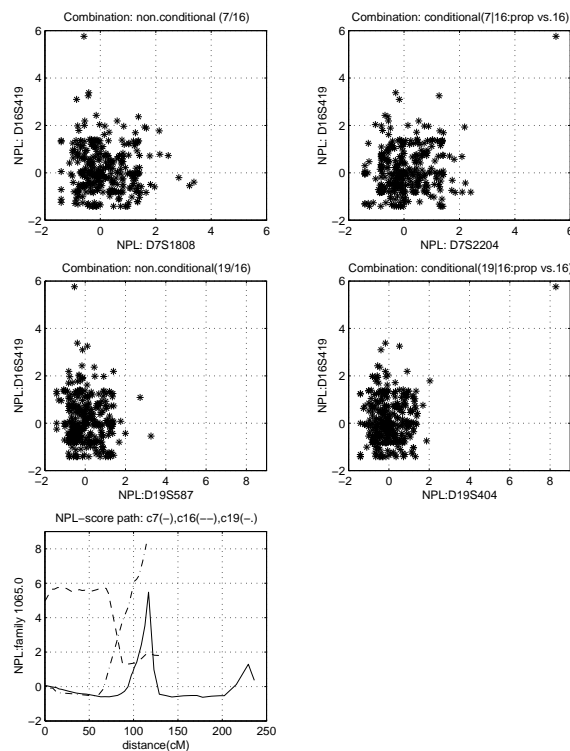 Combination: non.conditional (7/16)
6
4
2
0
−2
NPL: D16S419
−2 0 2 4 6
NPL: D7S1808
Combination: conditional(7|16:prop vs.16)
6
4
2
0
−2
NPL: D16S419
−2 0 2 4 6
NPL: D7S2204
Combination: non.conditional(19/16)
6
4
2
0
−2
NPL:D16S419
−2 0 2 4 6 8
NPL:D19S587
Combination: conditional(19|16:prop vs.16)
6
4
2
0
−2
NPL:D16S419
−2 0 2 4 6 8
NPL:D19S404
NPL−score path: c7(−),c16(−−),c19(−.)
8
6
4
2
0
−2
NPL:family 1065.0
0 50 100 150 200 250
distance(cM)